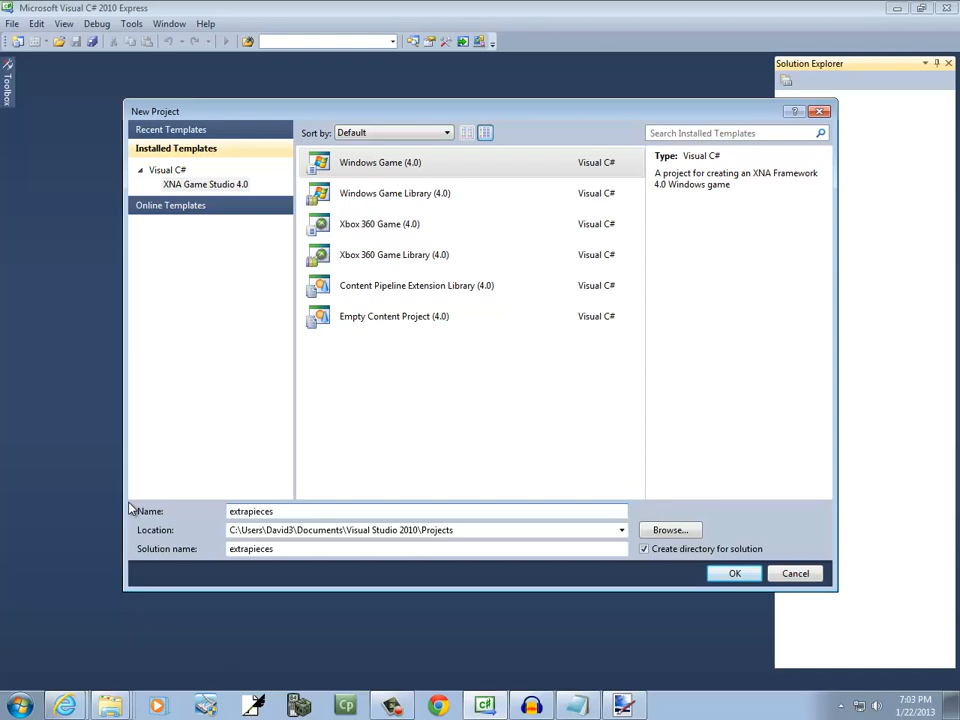 Microsoft Visual C# 2010 Express
File Edit View Debug Tools Window Help
Toolbox
Solution Explorer
New Project
Recent Templates
Installed Templates
Visual C#
XNA Game Studio 4.0
Online Templates
Sort by: Default
Search Installed Templates
Windows Game (4.0) Visual C#
Windows Game Library (4.0) Visual C#
Xbox 360 Game (4.0) Visual C#
Xbox 360 Game Library (4.0) Visual C#
Content Pipeline Extension Library (4.0) Visual C#
Empty Content Project (4.0) Visual C#
Type: Visual C#
A project for creating an XNA Framework
4.0 Windows game
Name: extrapieces
Location: C:\Users\David3\Documents\Visual Studio 2010\Projects
Browse...
Solution name: extrapieces
Create directory for solution
OK Cancel
Cp
C#
7:03 PM
1/22/2013